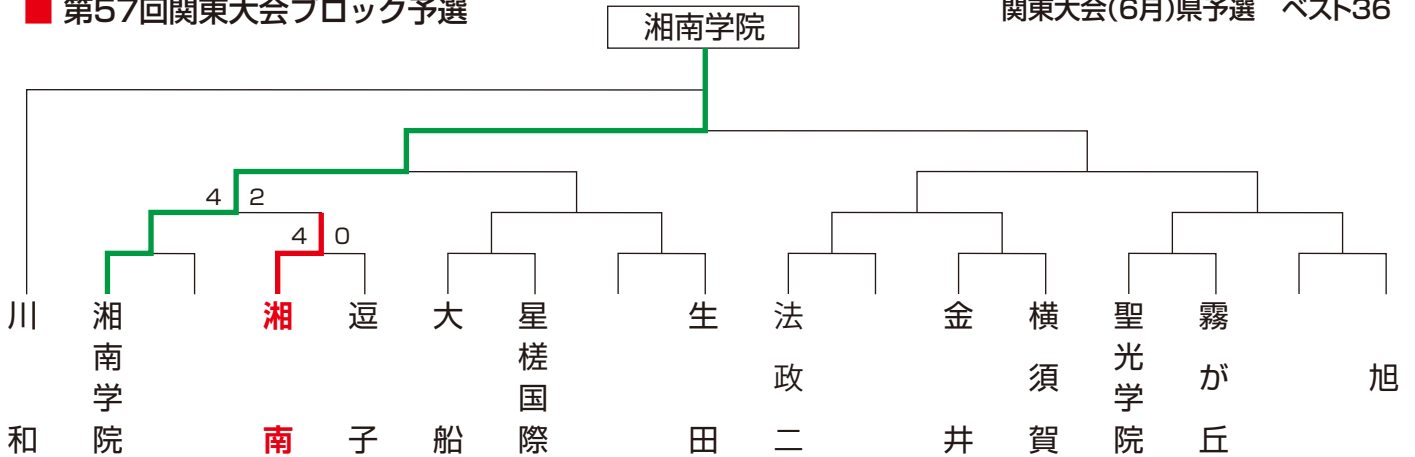 ■ 第57回関東大会ブロック予選
関東大会(6月)県予選 ベスト36
湘南学院
4 2
4 0
川和
湘南学院
湘南
逗子
大船
星槎国際
生田
法政二
金井
横須賀
聖光学院
霧が丘
旭